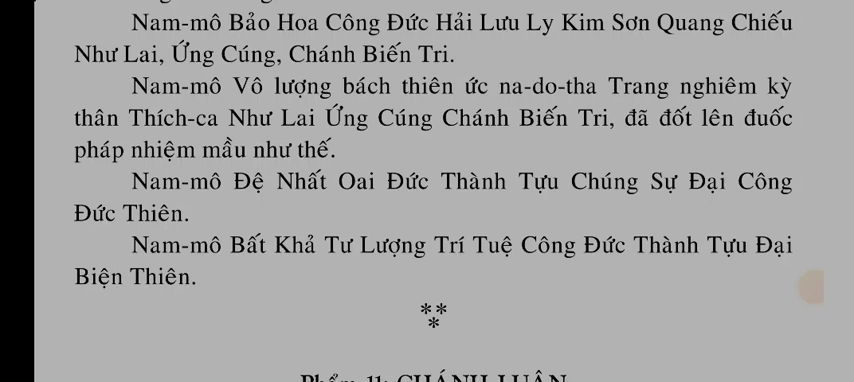 Nam-mô Bảo Hoa Công Đức Hải Lưu Ly Kim Sơn Quang Chiếu
Như Lai, Ứng Cúng, Chánh Biến Tri.
Nam-mô Vô lượng bách thiên ức na-do-tha Trang nghiêm kỳ
thân Thích-ca Như Lai Ứng Cúng Chánh Biến Tri, đã đốt lên đuốc
pháp nhiệm mầu như thế.
Nam-mô Đệ Nhất Oai Đức Thành Tựu Chúng Sự Đại Công
Đức Thiên.
Nam-mô Bất Khả Tư Lượng Trí Tuệ Công Đức Thành Tựu Đại
Biện Thiên.
**
*
Phẩm 11: CHÁNH LUẬN